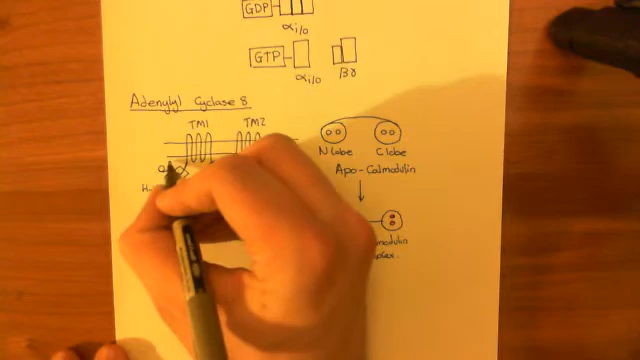 GDP
αi/o
GTP
αi/o
βγ
Adenylyl Cyclase 8
TM1
TM2
N lobe
C lobe
Apo-Calmodulin